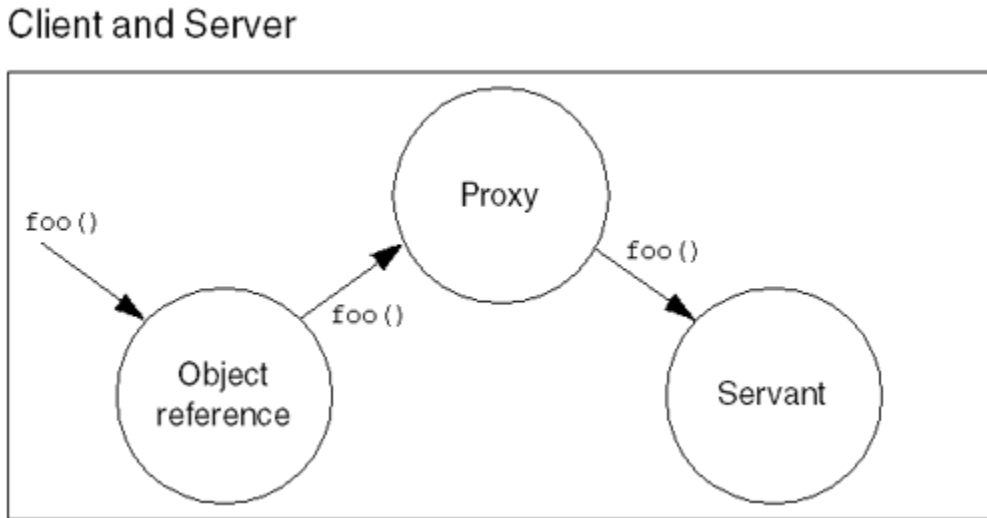 Client and Server
Proxy
foo()
foo()
foo()
Object
reference
Servant